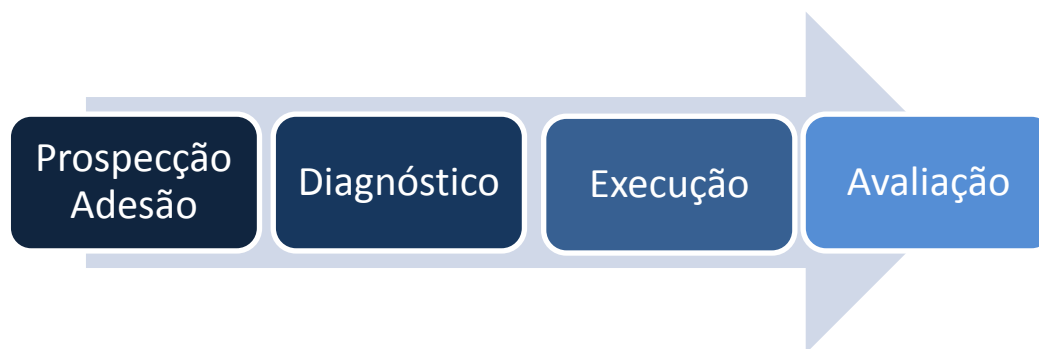 Prospecção
Adesão
Diagnóstico
Execução
Avaliação